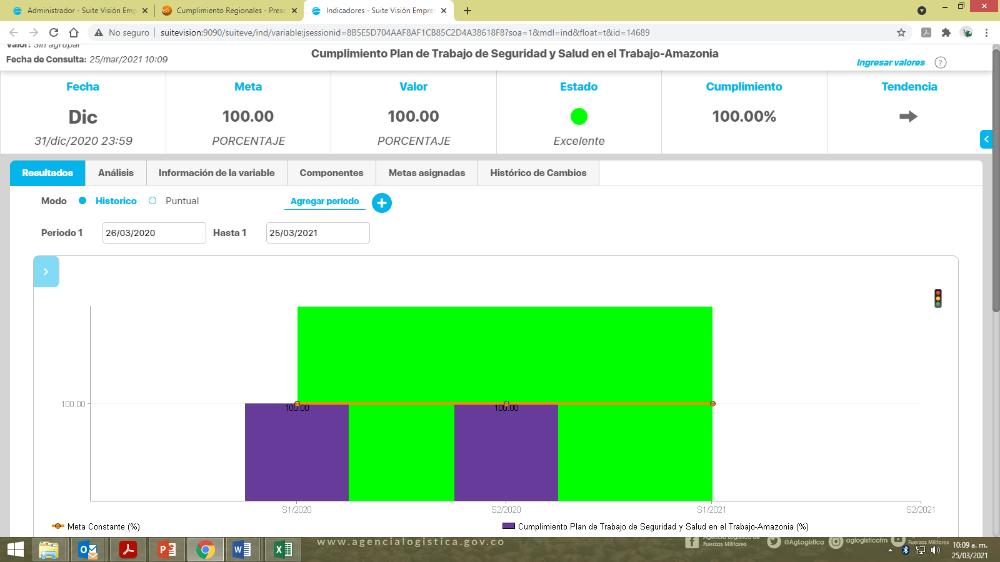 Administrador - Suite Visión Emp
Cumplimiento Regionales - Prese
Indicadores - Suite Visión Empre
No seguro
suitevision:9090/suiteve/ind/variable;jsessionid=8B5E5D704AAF8AF1CB85C2D4A38618F8?soa=1&mdl=ind&float=t&id=14689
Valor: Sin agrupar
Fecha de Consulta: 25/mar/2021 10:09
Cumplimiento Plan de Trabajo de Seguridad y Salud en el Trabajo-Amazonia
Ingresar valores ?
Fecha Meta Valor Estado Cumplimiento Tendencia
Dic 100.00 100.00 100.00%
31/dic/2020 23:59 PORCENTAJE PORCENTAJE Excelente
Resultados Análisis Información de la variable Componentes Metas asignadas Histórico de Cambios
Modo Historico Puntual Agregar periodo
Periodo 1 26/03/2020 Hasta 1 25/03/2021
100.00
100.00 100.00
S1/2020 S2/2020 S1/2021 S2/2021
Meta Constante (%) Cumplimiento Plan de Trabajo de Seguridad y Salud en el Trabajo-Amazonia (%)
www.agencialogistica.gov.co
Agencia Logística de
Fuerzas Militares
@AgLogistica
aglogisticafm
Fuerzas Militares
10:09 a. m.
25/03/2021